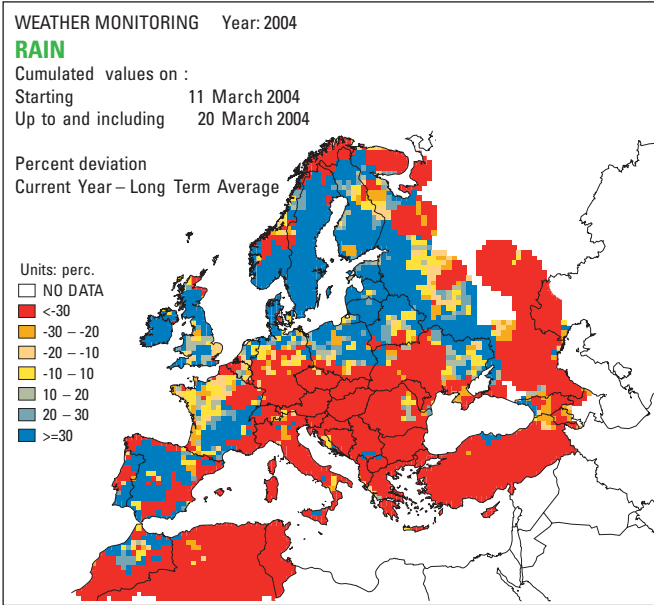 WEATHER MONITORING Year: 2004
RAIN
Cumulated values on :
Starting 11 March 2004
Up to and including 20 March 2004
Percent deviation
Current Year – Long Term Average
Units: perc.
NO DATA
<-30
-30 – -20
-20 – -10
-10 – 10
10 – 20
20 – 30
>=30